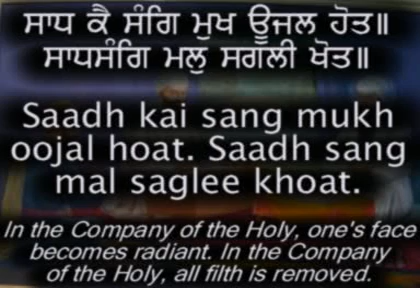 ਸਾਧ ਕੈ ਸੰਗਿ ਮੁਖ ਊਜਲ ਹੋਤ॥
ਸਾਧਸੰਗਿ ਮਲੁ ਸਗਲੀ ਖੋਤ॥
Saadh kai sang mukh
oojal hoat. Saadh sang
mal saglee khoat.
In the Company of the Holy, one's face
becomes radiant. In the Company
of the Holy, all filth is removed.